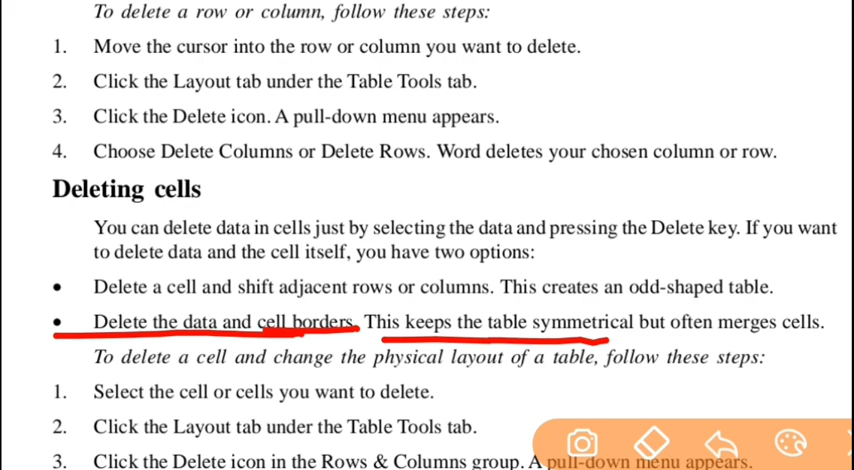 To delete a row or column, follow these steps:
1. Move the cursor into the row or column you want to delete.
2. Click the Layout tab under the Table Tools tab.
3. Click the Delete icon. A pull-down menu appears.
4. Choose Delete Columns or Delete Rows. Word deletes your chosen column or row.
Deleting cells
You can delete data in cells just by selecting the data and pressing the Delete key. If you want
to delete data and the cell itself, you have two options:
• Delete a cell and shift adjacent rows or columns. This creates an odd-shaped table.
• Delete the data and cell borders. This keeps the table symmetrical but often merges cells.
To delete a cell and change the physical layout of a table, follow these steps:
1. Select the cell or cells you want to delete.
2. Click the Layout tab under the Table Tools tab.
3. Click the Delete icon in the Rows & Columns group. A pull-down menu appears.